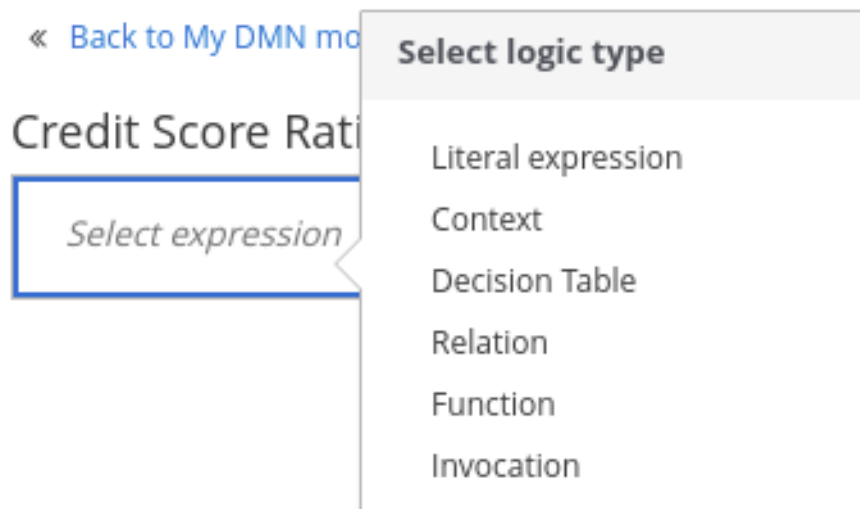 « Back to My DMN mo
Credit Score Rati
Select expression
Select logic type
Literal expression
Context
Decision Table
Relation
Function
Invocation